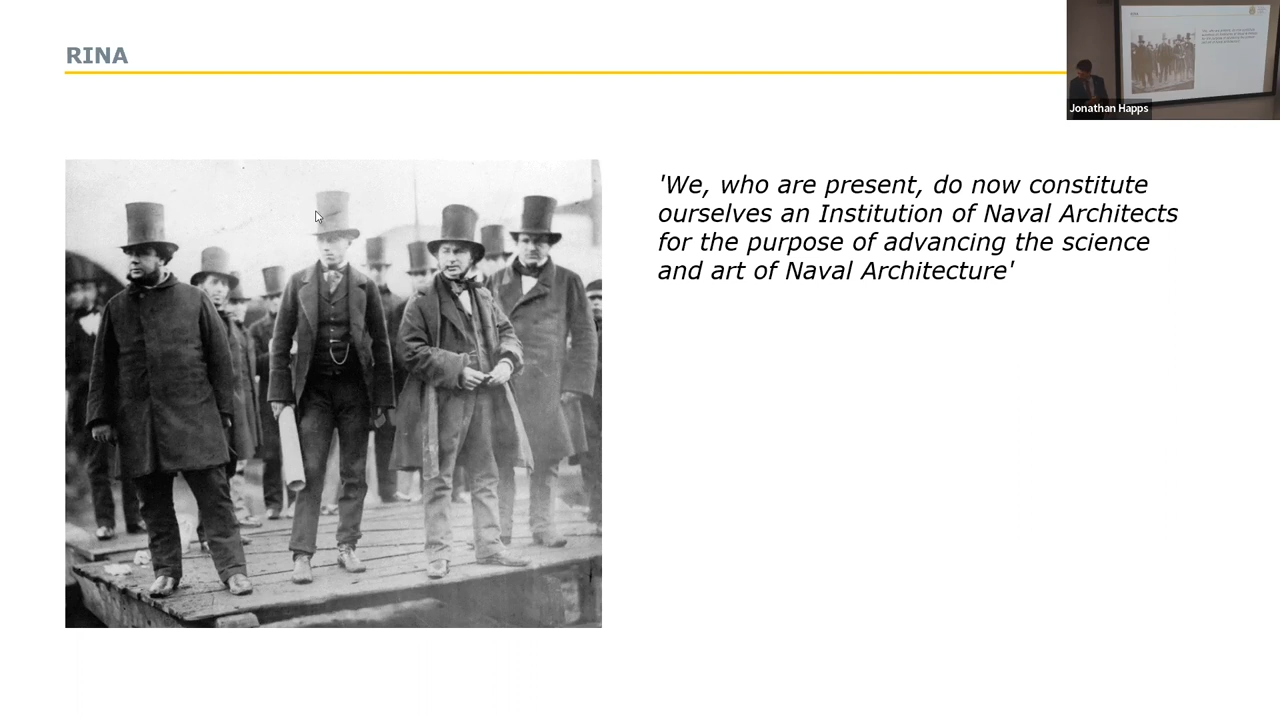 RINA
Jonathan Happs
'We, who are present, do now constitute
ourselves an Institution of Naval Architects
for the purpose of advancing the science
and art of Naval Architecture'